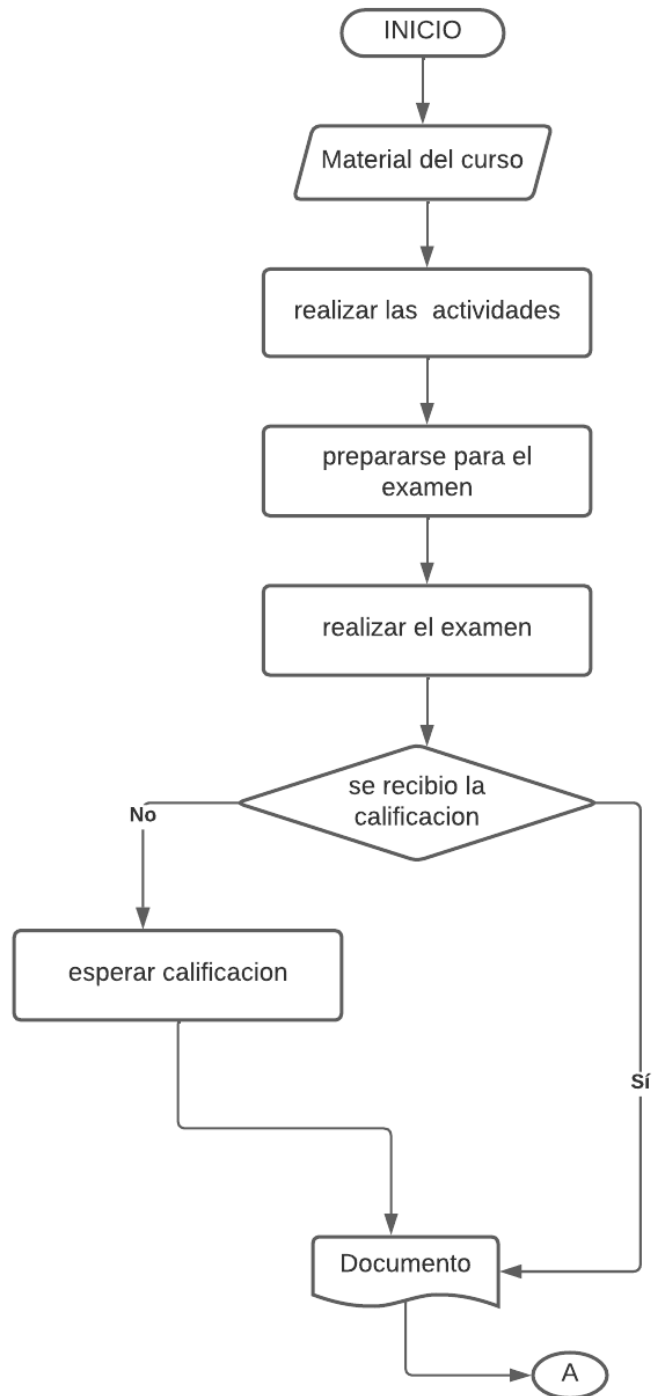 INICIO
Material del curso
realizar las  actividades
prepararse para el
examen
realizar el examen
se recibio la
calificacion
No
esperar calificacion
Sí
Documento
A